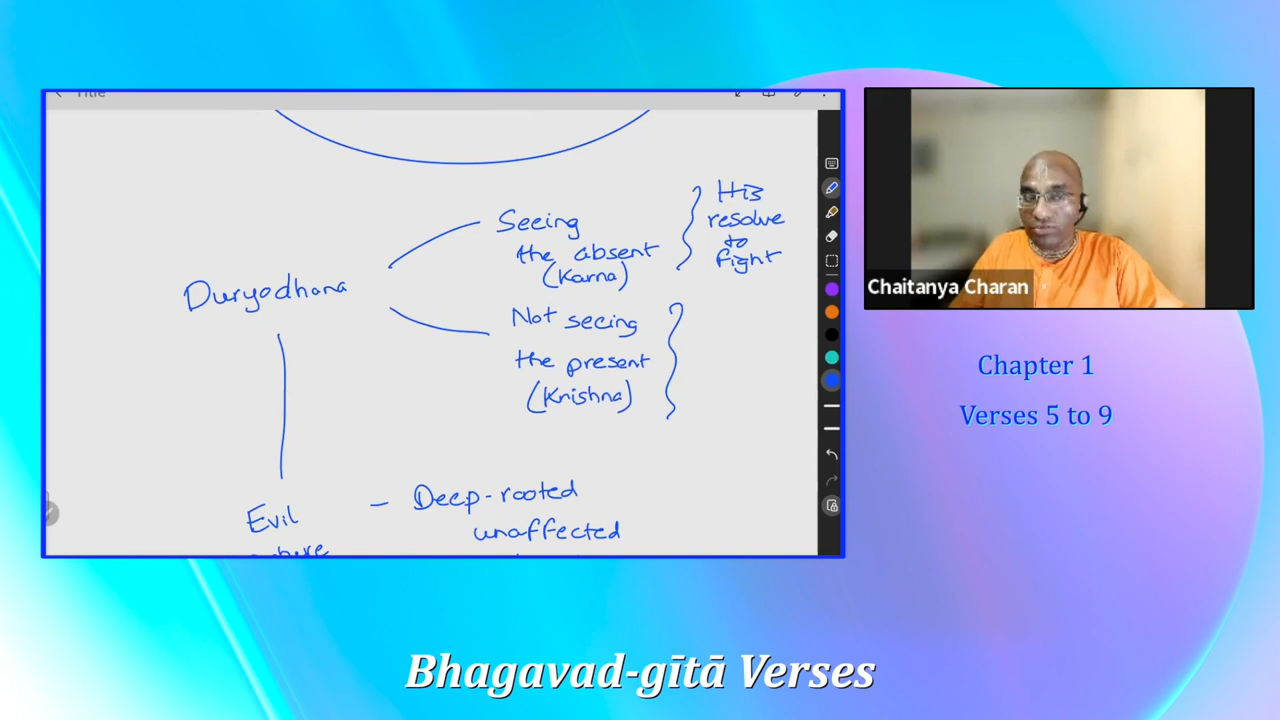 Title
Seeing
the absent
(Karna)
His
resolve
to
fight
Duryodhana
Not seeing
the present
(Krishna)
Evil
- Deep-rooted
unaffected
Chaitanya Charan
Chapter 1
Verses 5 to 9
Bhagavad-gītā Verses